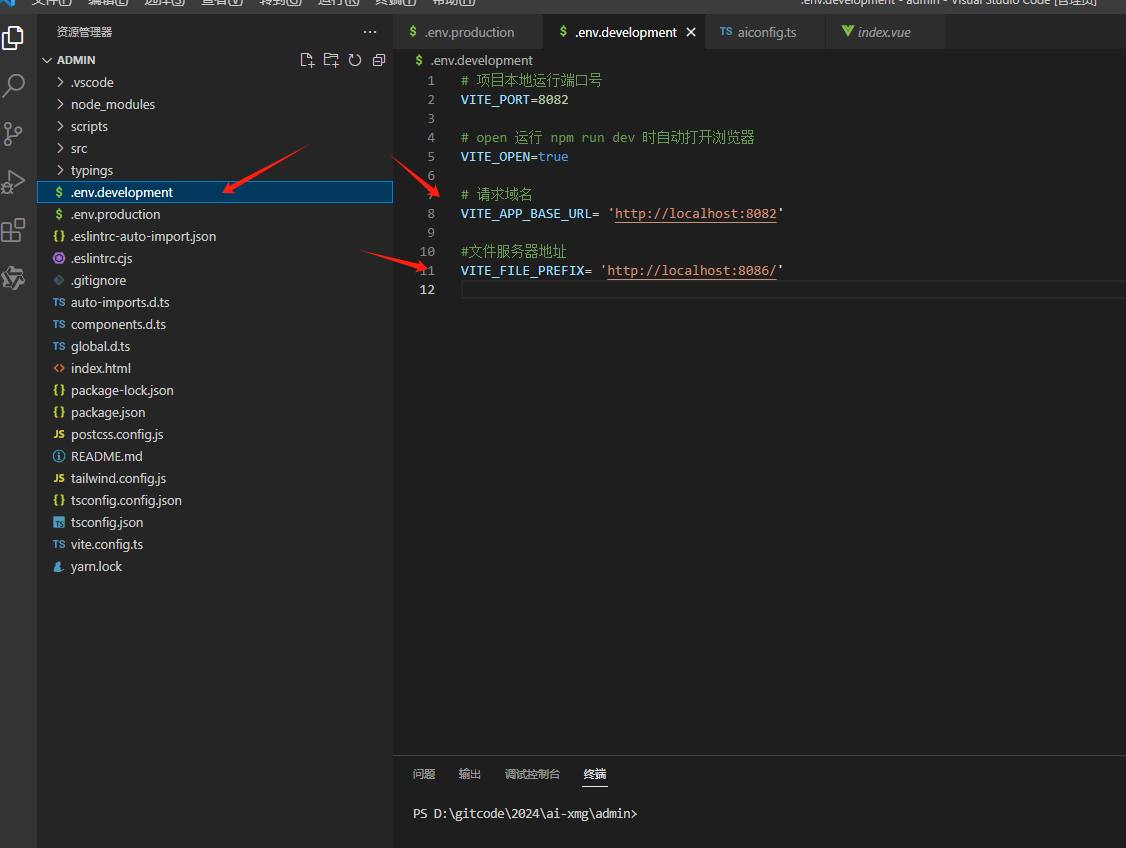 文件(F) 编辑(E) 选择(S) 查看(V) 转到(G) 运行(R) 终端(T) 帮助(H) .env.development - admin - Visual Studio Code [管理员]
资源管理器 ···
ADMIN
.vscode
node_modules
scripts
src
typings
$ .env.development
$ .env.production
{} .eslintrc-auto-import.json
.eslintrc.cjs
.gitignore
TS auto-imports.d.ts
TS components.d.ts
TS global.d.ts
<> index.html
{} package-lock.json
{} package.json
JS postcss.config.js
README.md
JS tailwind.config.js
{} tsconfig.config.json
TS tsconfig.json
TS vite.config.ts
yarn.lock
$ .env.production $ .env.development × TS aiconfig.ts index.vue
$ .env.development
1 # 项目本地运行端口号
2 VITE_PORT=8082
3
4 # open 运行 npm run dev 时自动打开浏览器
5 VITE_OPEN=true
6
7 # 请求域名
8 VITE_APP_BASE_URL= 'http://localhost:8082'
9
10 #文件服务器地址
11 VITE_FILE_PREFIX= 'http://localhost:8086/'
12
问题 输出 调试控制台 终端
PS D:\gitcode\2024\ai-xmg\admin>